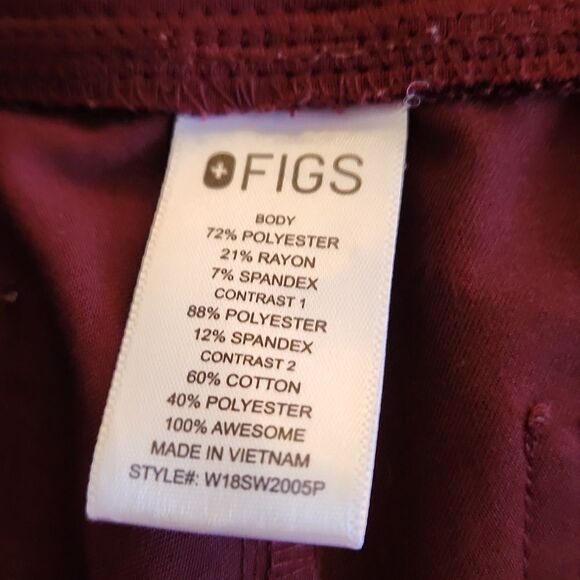 FIGS
BODY
72% POLYESTER
21% RAYON
7% SPANDEX
CONTRAST 1
88% POLYESTER
12% SPANDEX
CONTRAST 2
60% COTTON
40% POLYESTER
100% AWESOME
MADE IN VIETNAM
STYLE#: W18SW2005P